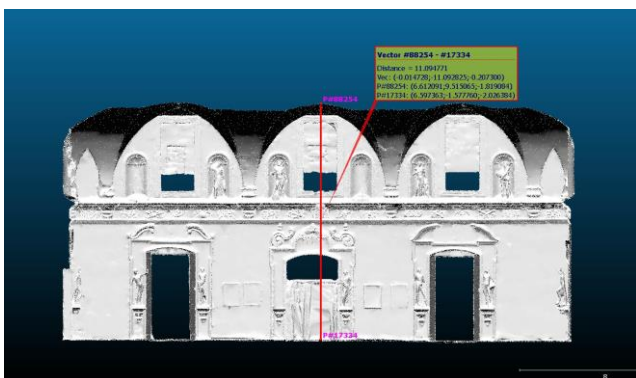 Vector #88254 - #17334
Distance = 11.094771
Vec: (-0.014728;-11.092825;-0.207300)
P#88254: (6.612091;9.515065;-1.819084)
P#17334: (6.597363;-1.577760;-2.026384)
P#88254
P#17334
8